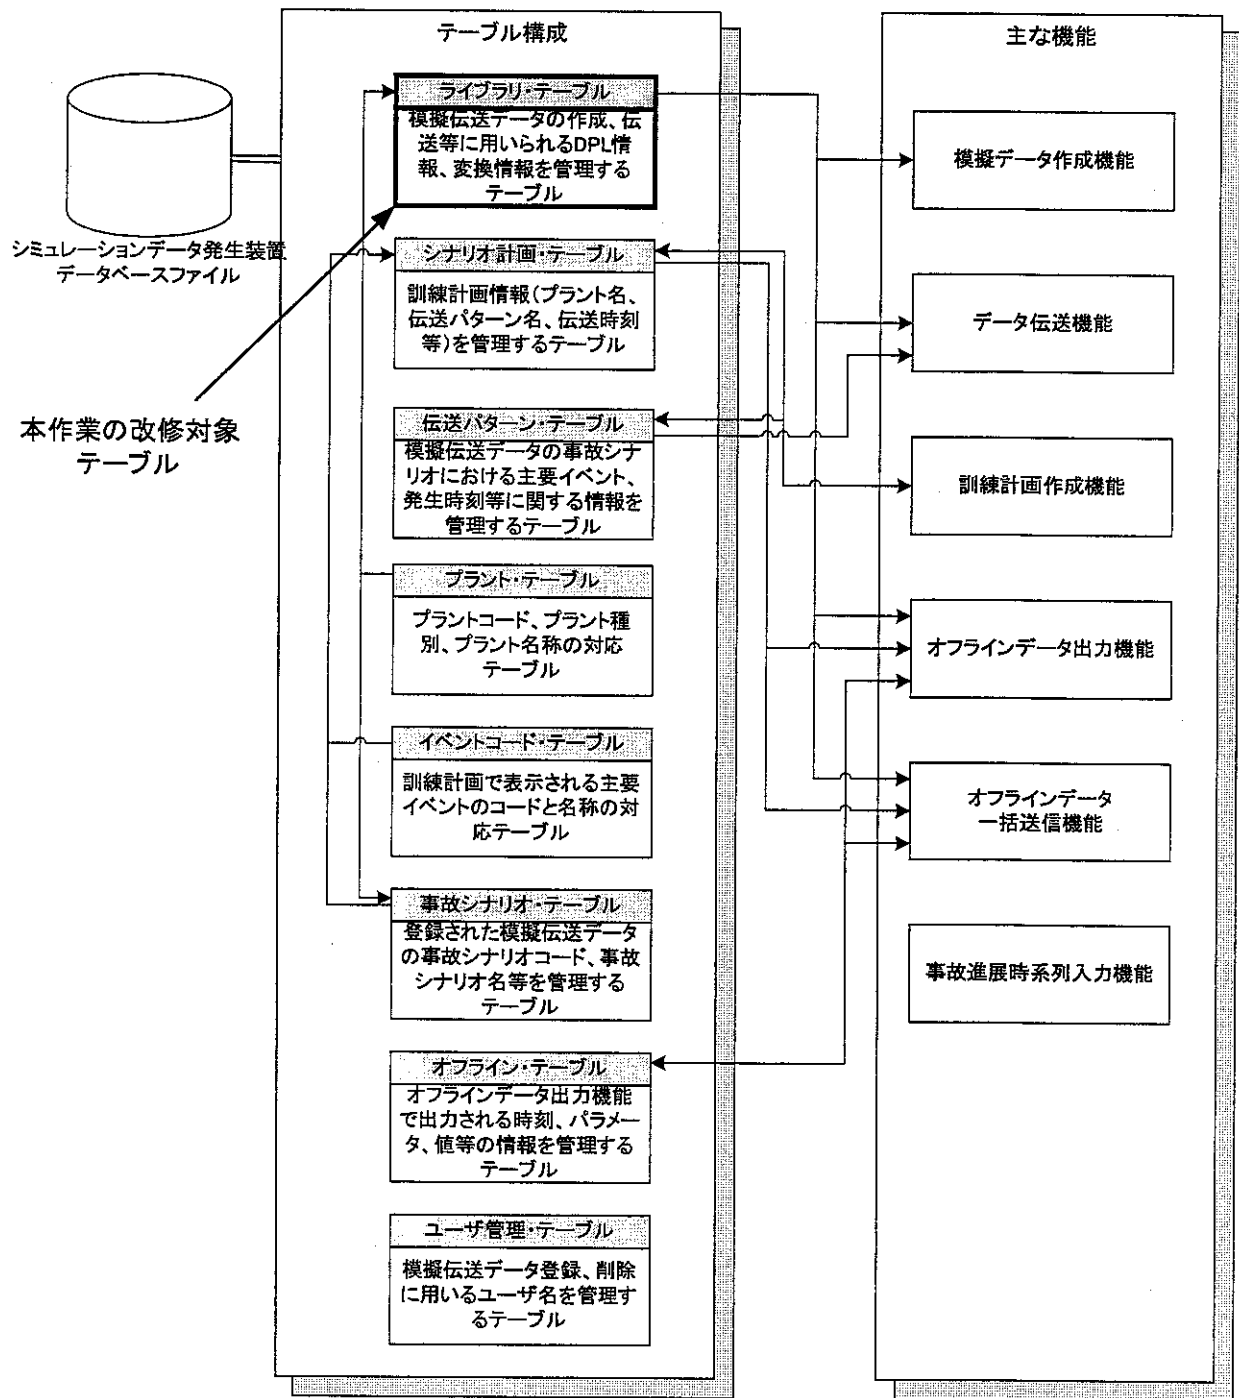 テーブル構成
ライブラリ・テーブル
模擬伝送データの作成、伝
送等に用いられるDPL情
報、変換情報を管理する
テーブル
シミュレーションデータ発生装置
データベースファイル
シナリオ計画・テーブル
訓練計画情報(プラント名、
伝送パターン名、伝送時刻
等)を管理するテーブル
本作業の改修対象
テーブル
伝送パターン・テーブル
模擬伝送データの事故シナ
リオにおける主要イベント、
発生時刻等に関する情報を
管理するテーブル
プラント・テーブル
プラントコード、プラント種
別、プラント名称の対応
テーブル
イベントコード・テーブル
訓練計画で表示される主要
イベントのコードと名称の対
応テーブル
事故シナリオ・テーブル
登録された模擬伝送データ
の事故シナリオコード、事故
シナリオ名等を管理する
テーブル
オフライン・テーブル
オフラインデータ出力機能
で出力される時刻、パラメー
タ、値等の情報を管理する
テーブル
ユーザ管理・テーブル
模擬伝送データ登録、削除
に用いるユーザ名を管理す
るテーブル
主な機能
模擬データ作成機能
データ伝送機能
訓練計画作成機能
オフラインデータ出力機能
オフラインデータ
一括送信機能
事故進展時系列入力機能